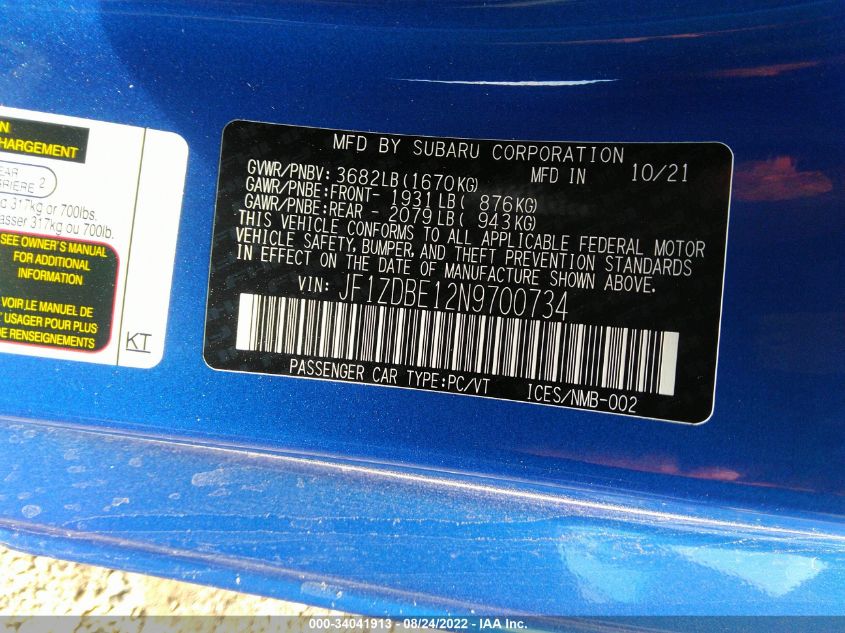 N
HARGEMENT
EAR
RRIERE 2
317kg or 700lbs.
asser 317kg ou 700lb.
SEE OWNER'S MANUAL
FOR ADDITIONAL
INFORMATION
VOIR LE MANUEL DE
L' USAGER POUR PLUS
DE RENSEIGNEMENTS
KT
MFD BY SUBARU CORPORATION
GVWR/PNBV: 3682LB(1670KG) MFD IN 10/21
GAWR/PNBE:FRONT- 1931LB( 876KG)
GAWR/PNBE:REAR - 2079LB( 943KG)
THIS VEHICLE CONFORMS TO ALL APPLICABLE FEDERAL MOTOR
VEHICLE SAFETY, BUMPER, AND THEFT PREVENTION STANDARDS
IN EFFECT ON THE DATE OF MANUFACTURE SHOWN ABOVE.
VIN: JF1ZDBE12N9700734
PASSENGER CAR TYPE:PC/VT ICES/NMB-002
000-34041913 - 08/24/2022 - IAA Inc.